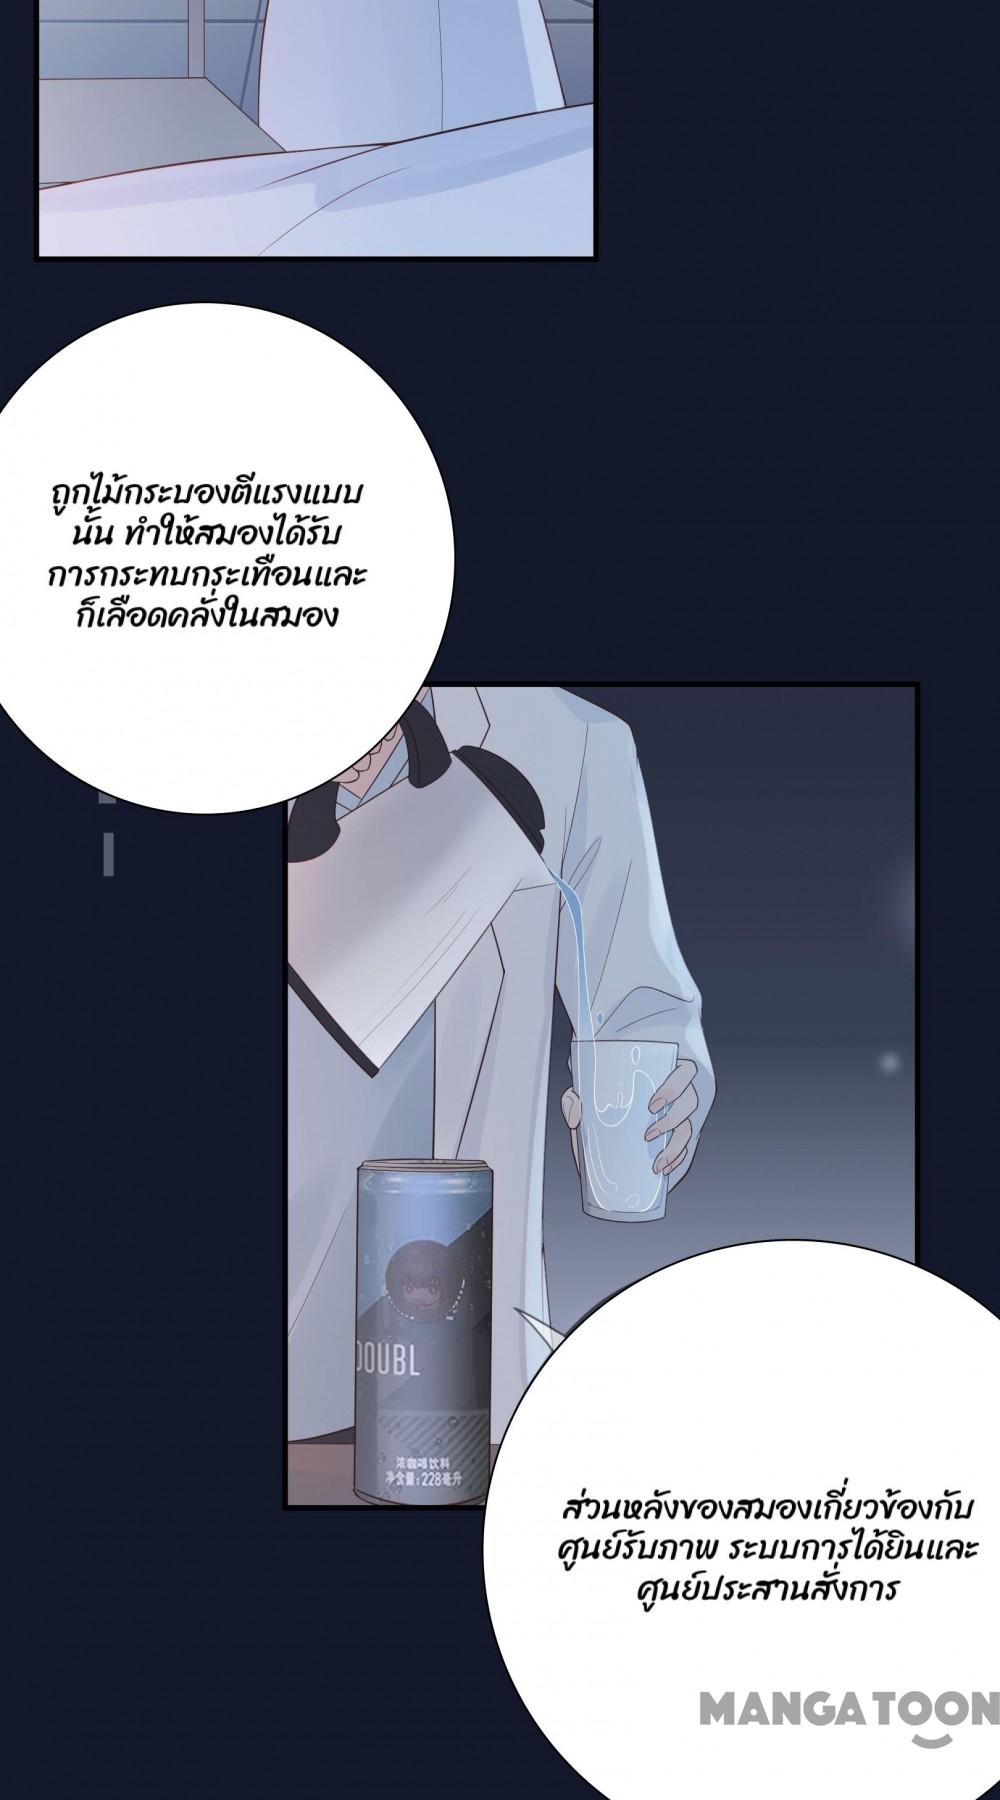 ถูกไม้กระบองตีแรงแบบ
นั้น ทำให้สมองได้รับ
การกระทบกระเทือนและ
ก็เลือดคลั่งในสมอง
DOUBL
浓咖啡饮料
净含量:228毫升
ส่วนหลังของสมองเกี่ยวข้องกับ
ศูนย์รับภาพ ระบบการได้ยินและ
ศูนย์ประสานสั่งการ
MANGATOON